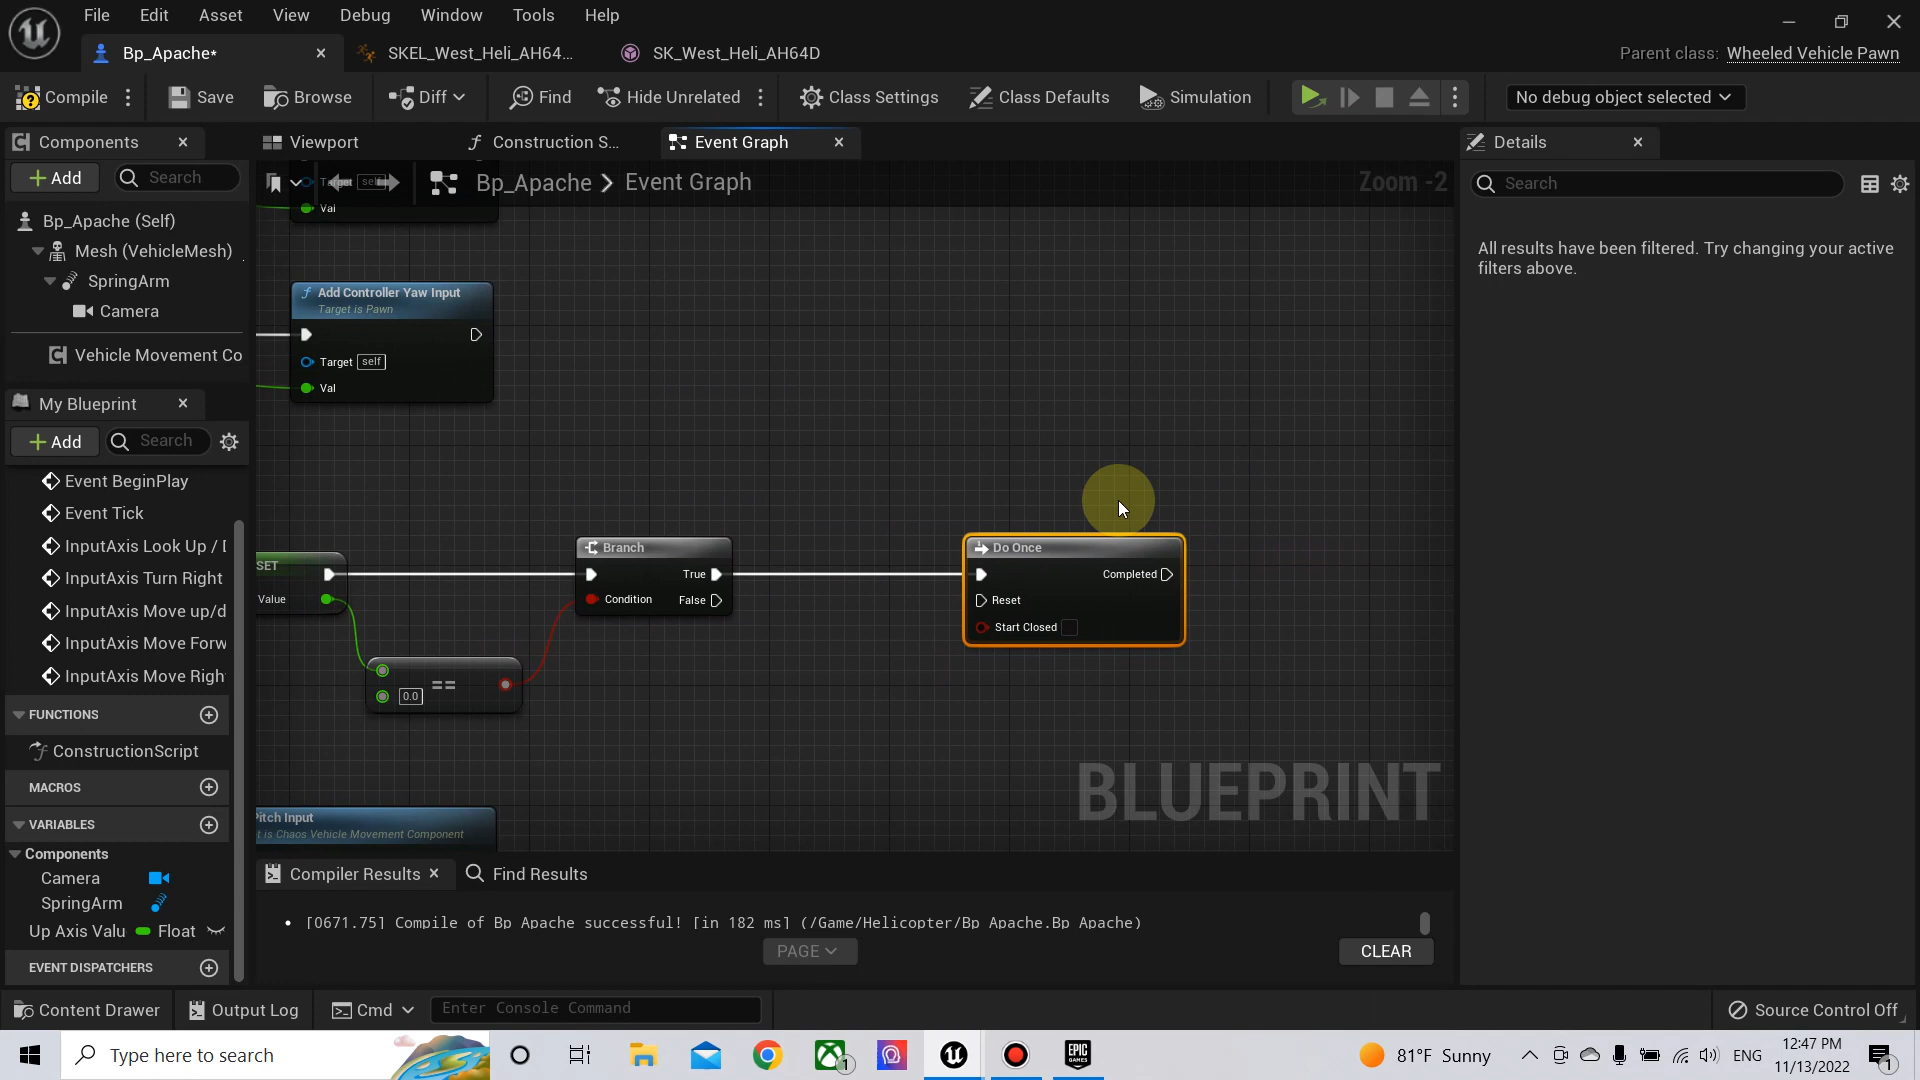 File Edit Asset View Debug Window Tools Help
Bp_Apache*
SKEL_West_Heli_AH64...
SK_West_Heli_AH64D
Parent class: Wheeled Vehicle Pawn
Compile
Save
Browse
Diff
Find
Hide Unrelated
Class Settings
Class Defaults
Simulation
No debug object selected
Components
Viewport
Construction S...
Event Graph
Details
Add
Search
Bp_Apache > Event Graph
Zoom -2
Search
Target self
Val
Bp_Apache (Self)
Mesh (VehicleMesh)
SpringArm
Camera
Vehicle Movement Co
All results have been filtered. Try changing your active
filters above.
Add Controller Yaw Input
Target is Pawn
Target self
Val
My Blueprint
Add
Search
Event BeginPlay
Event Tick
InputAxis Look Up / D
InputAxis Turn Right
InputAxis Move up/d
InputAxis Move Forw
InputAxis Move Righ
SET
Value
Branch
True
Condition
False
0.0
==
Do Once
Completed
Reset
Start Closed
FUNCTIONS
ConstructionScript
MACROS
VARIABLES
Components
Camera
SpringArm
Up Axis Valu Float
EVENT DISPATCHERS
Pitch Input
t is Chaos Vehicle Movement Component
BLUEPRINT
Compiler Results
Find Results
[0671.75] Compile of Bp Apache successful! [in 182 ms] (/Game/Helicopter/Bp Apache.Bp Apache)
PAGE
CLEAR
Content Drawer
Output Log
Cmd
Enter Console Command
Source Control Off
Type here to search
1
EPIC
GAMES
81°F Sunny
ENG
12:47 PM
11/13/2022
1